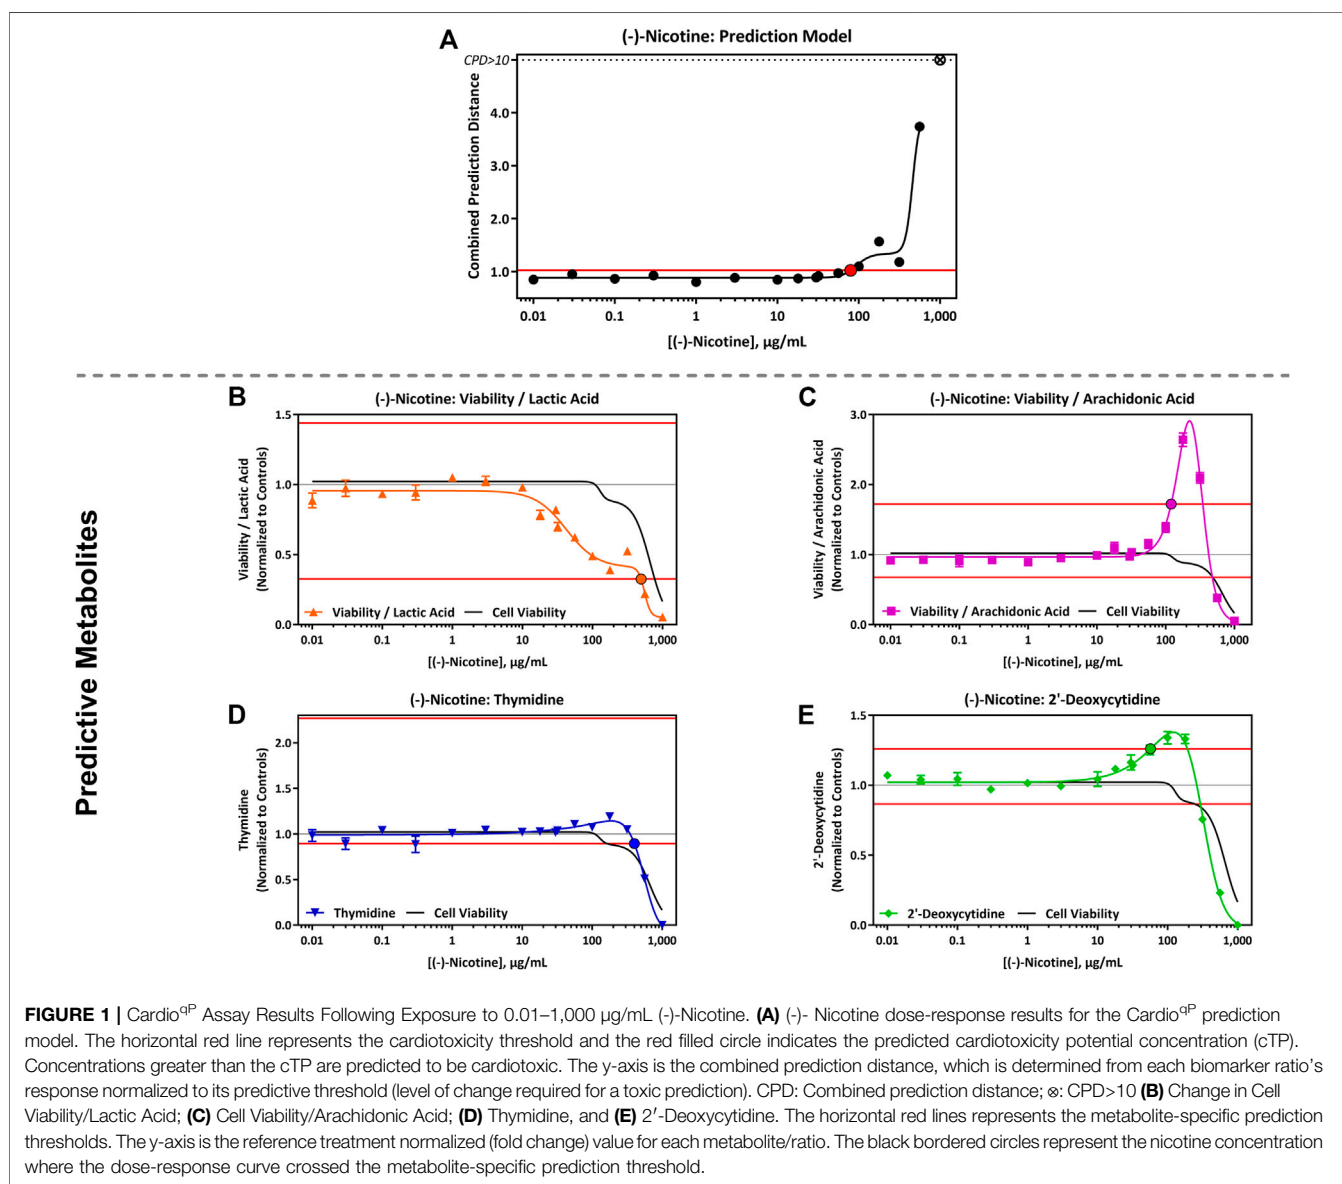 A
(-)-Nicotine: Prediction Model
CPD>10
4.0
3.0
2.0
1.0
Combined Prediction Distance
0.01 0.1 1 10 100 1,000
[(-)-Nicotine], µg/mL
Predictive Metabolites
B
(-)-Nicotine: Viability / Lactic Acid
1.5
1.0
0.5
0.0
Viability / Lactic Acid
(Normalized to Controls)
Viability / Lactic Acid Cell Viability
0.01 0.1 1 10 100 1,000
[(-)-Nicotine], µg/mL
C
(-)-Nicotine: Viability / Arachidonic Acid
3.0
2.0
1.0
0.0
Viability / Arachidonic Acid
(Normalized to Controls)
Viability / Arachidonic Acid Cell Viability
0.01 0.1 1 10 100 1,000
[(-)-Nicotine], µg/mL
D
(-)-Nicotine: Thymidine
2.0
1.5
1.0
0.5
0.0
Thymidine
(Normalized to Controls)
Thymidine Cell Viability
0.01 0.1 1 10 100 1,000
[(-)-Nicotine], µg/mL
E
(-)-Nicotine: 2'-Deoxycytidine
1.5
1.0
0.5
0.0
2'-Deoxycytidine
(Normalized to Controls)
2'-Deoxycytidine Cell Viability
0.01 0.1 1 10 100 1,000
[(-)-Nicotine], µg/mL
FIGURE 1 | Cardioqᴾ Assay Results Following Exposure to 0.01–1,000 µg/mL (-)-Nicotine. (A) (-)- Nicotine dose-response results for the Cardioqᴾ prediction
model. The horizontal red line represents the cardiotoxicity threshold and the red filled circle indicates the predicted cardiotoxicity potential concentration (cTP).
Concentrations greater than the cTP are predicted to be cardiotoxic. The y-axis is the combined prediction distance, which is determined from each biomarker ratio's
response normalized to its predictive threshold (level of change required for a toxic prediction). CPD: Combined prediction distance; ⊗: CPD>10 (B) Change in Cell
Viability/Lactic Acid; (C) Cell Viability/Arachidonic Acid; (D) Thymidine, and (E) 2′-Deoxycytidine. The horizontal red lines represents the metabolite-specific prediction
thresholds. The y-axis is the reference treatment normalized (fold change) value for each metabolite/ratio. The black bordered circles represent the nicotine concentration
where the dose-response curve crossed the metabolite-specific prediction threshold.